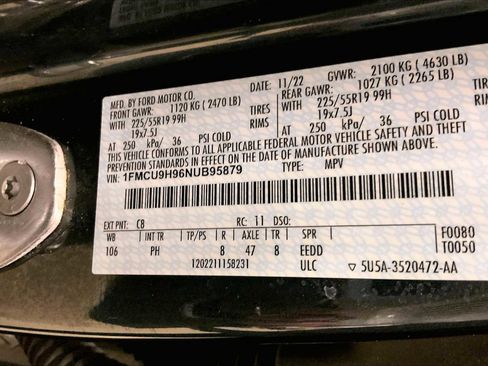 MFD. BY FORD MOTOR CO.
11/22 GVWR: 2100 KG ( 4630 LB)
FRONT GAWR: 1120 KG ( 2470 LB) REAR GAWR: 1027 KG ( 2265 LB)
WITH 225/55R19 99H TIRES WITH 225/55R19 99H TIRES
19x7.5J RIMS 19x7.5J RIMS
AT 250 kPa/ 36 PSI COLD AT 250 kPa/ 36 PSI COLD
THIS VEHICLE CONFORMS TO ALL APPLICABLE FEDERAL MOTOR VEHICLE SAFETY AND THEFT
PREVENTION STANDARDS IN EFFECT ON THE DATE OF MANUFACTURE SHOWN ABOVE.
VIN: 1FMCU9H96NUB95879 TYPE: MPV
EXT PNT: C8 RC: 11 DSO: F0080
WB INT TR TP/PS R AXLE TR SPR T0050
106 PH 8 47 8 EEDD
1202211158231 ULC 5U5A-3520472-AA